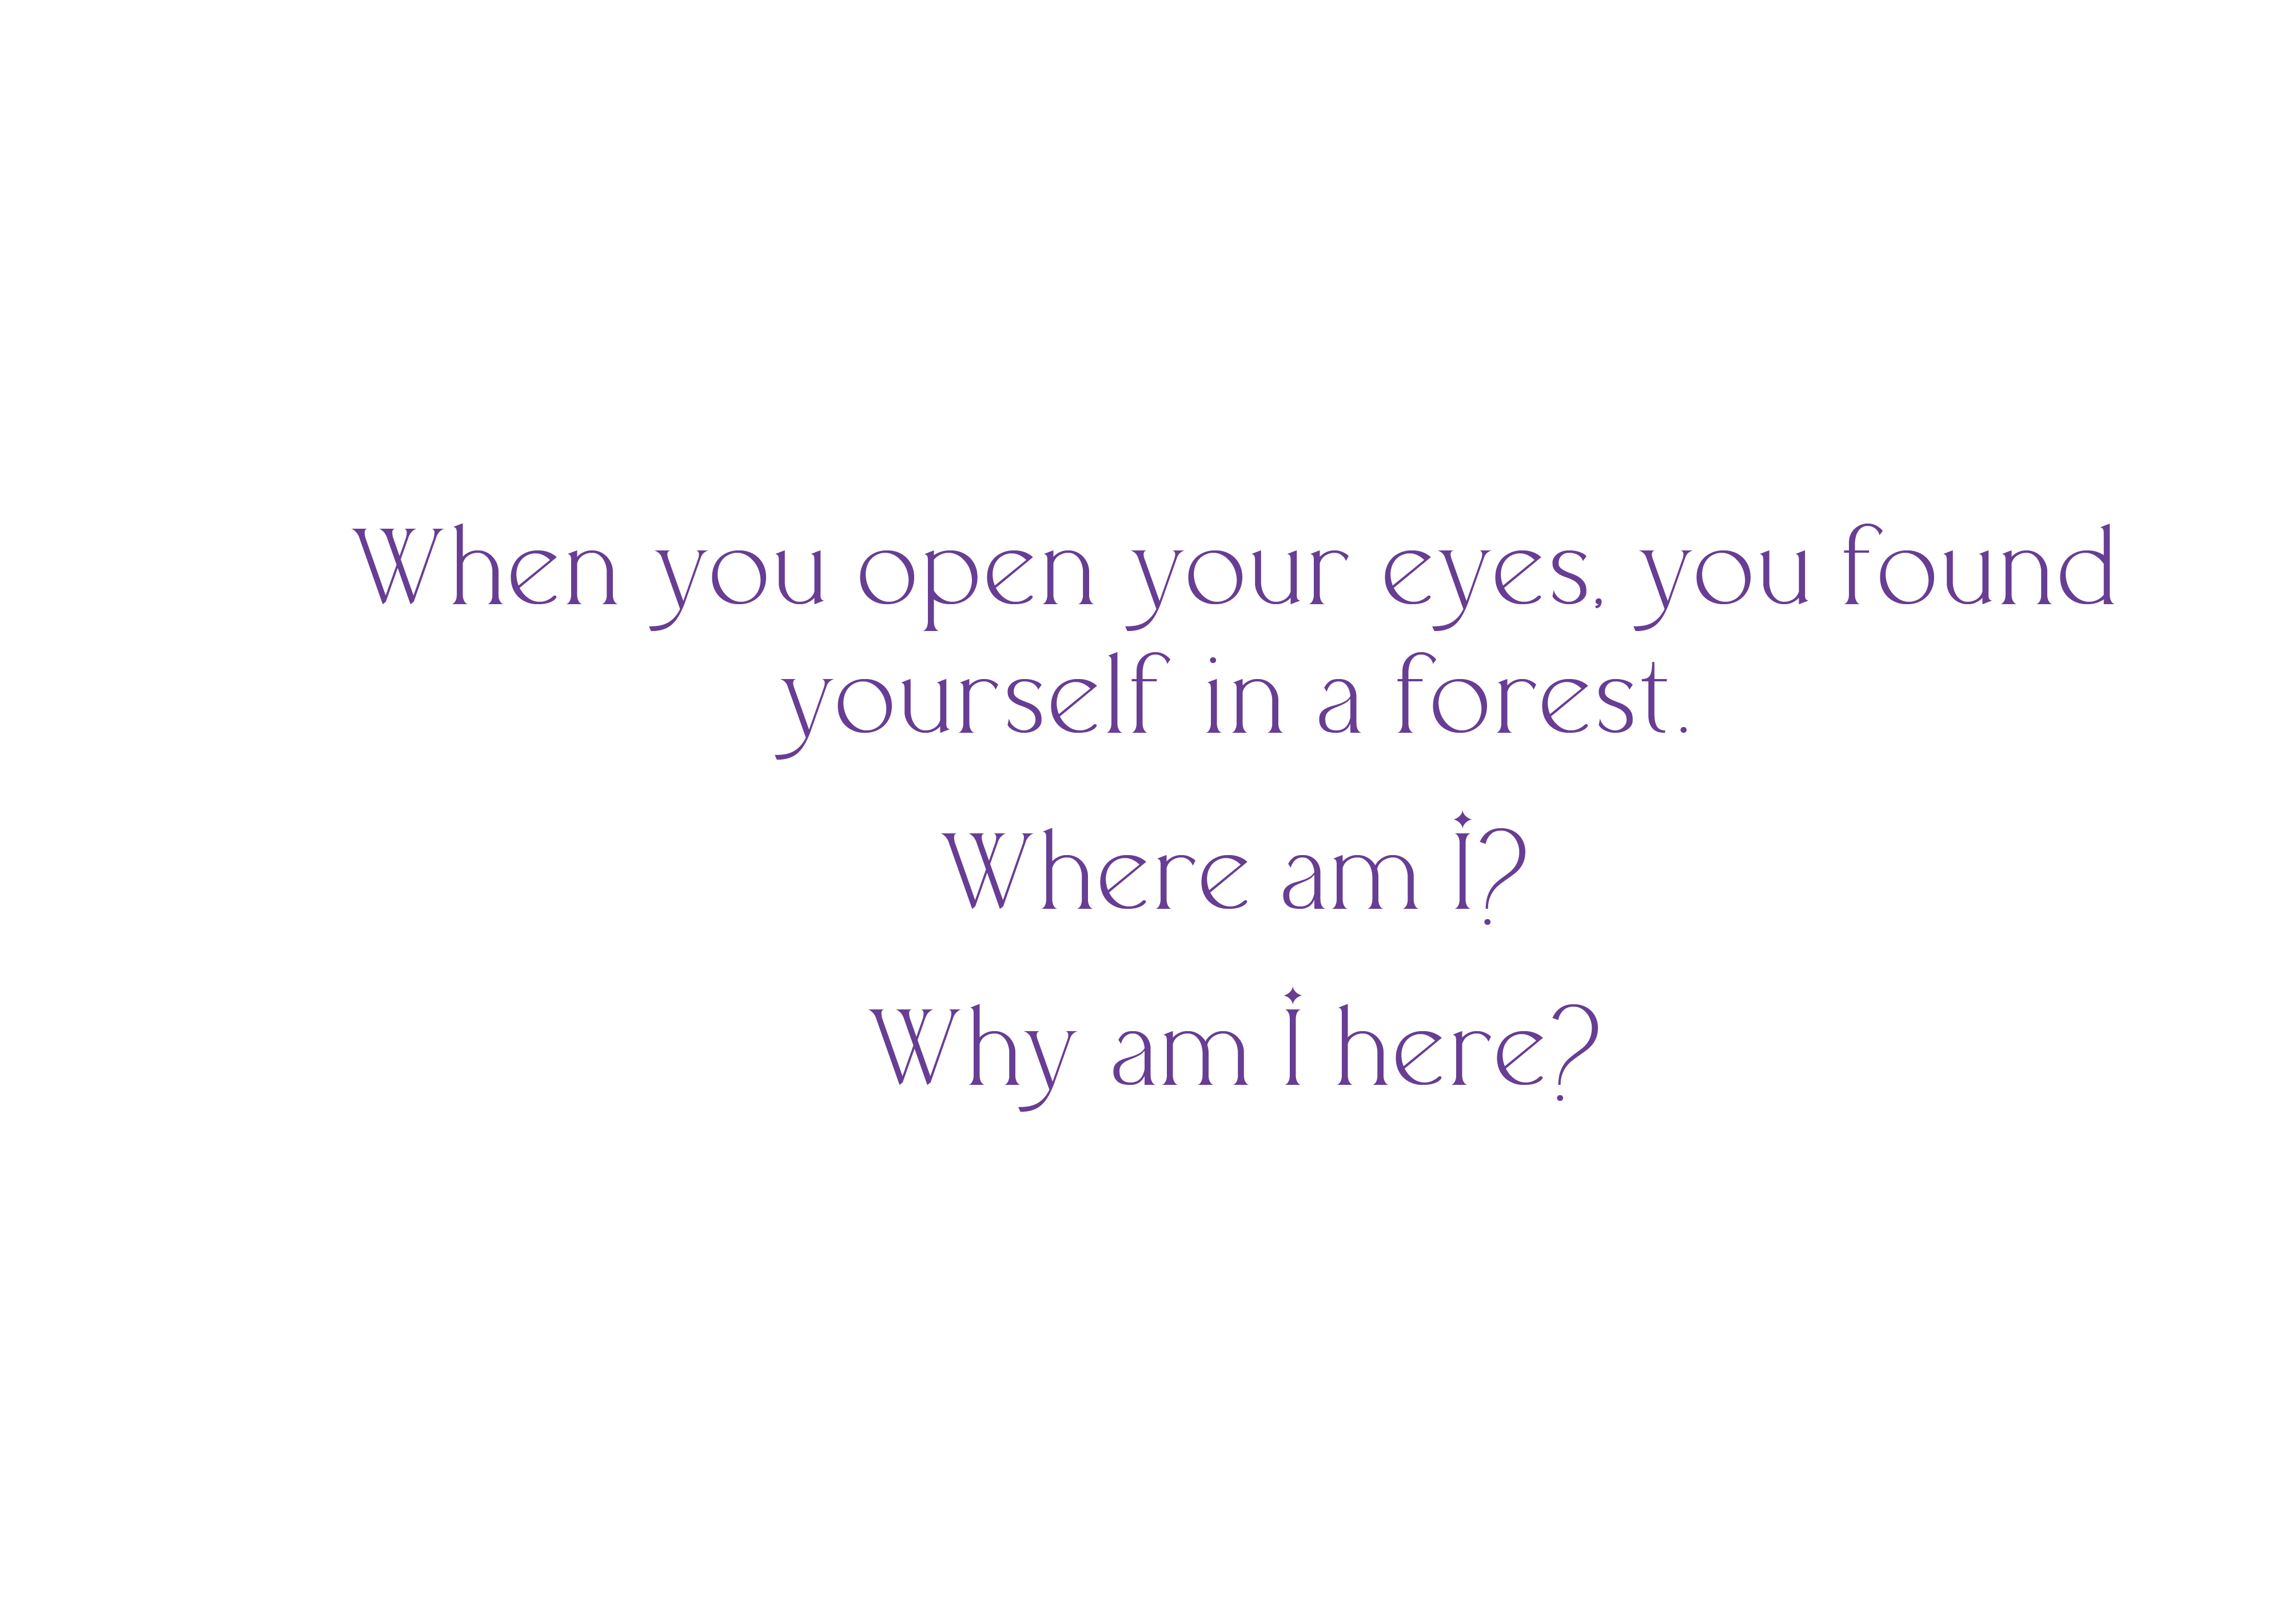 When you open your eyes, you found
yourself in a forest.
Where am I?
Why am I here?